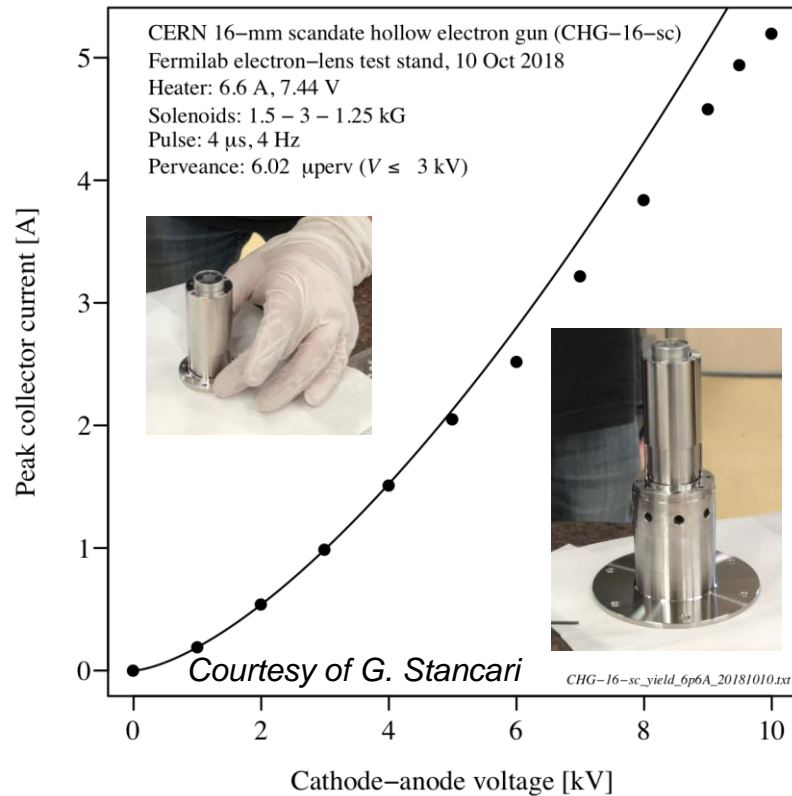 CERN 16−mm scandate hollow electron gun (CHG−16−sc)
Fermilab electron−lens test stand, 10 Oct 2018
Heater: 6.6 A, 7.44 V
Solenoids: 1.5 − 3 − 1.25 kG
Pulse: 4 μs, 4 Hz
Perveance: 6.02 μperv (V ≤ 3 kV)
Peak collector current [A]
5
4
3
2
1
0
Courtesy of G. Stancari
CHG−16−sc_yield_6p6A_20181010.txt
0 2 4 6 8 10
Cathode−anode voltage [kV]